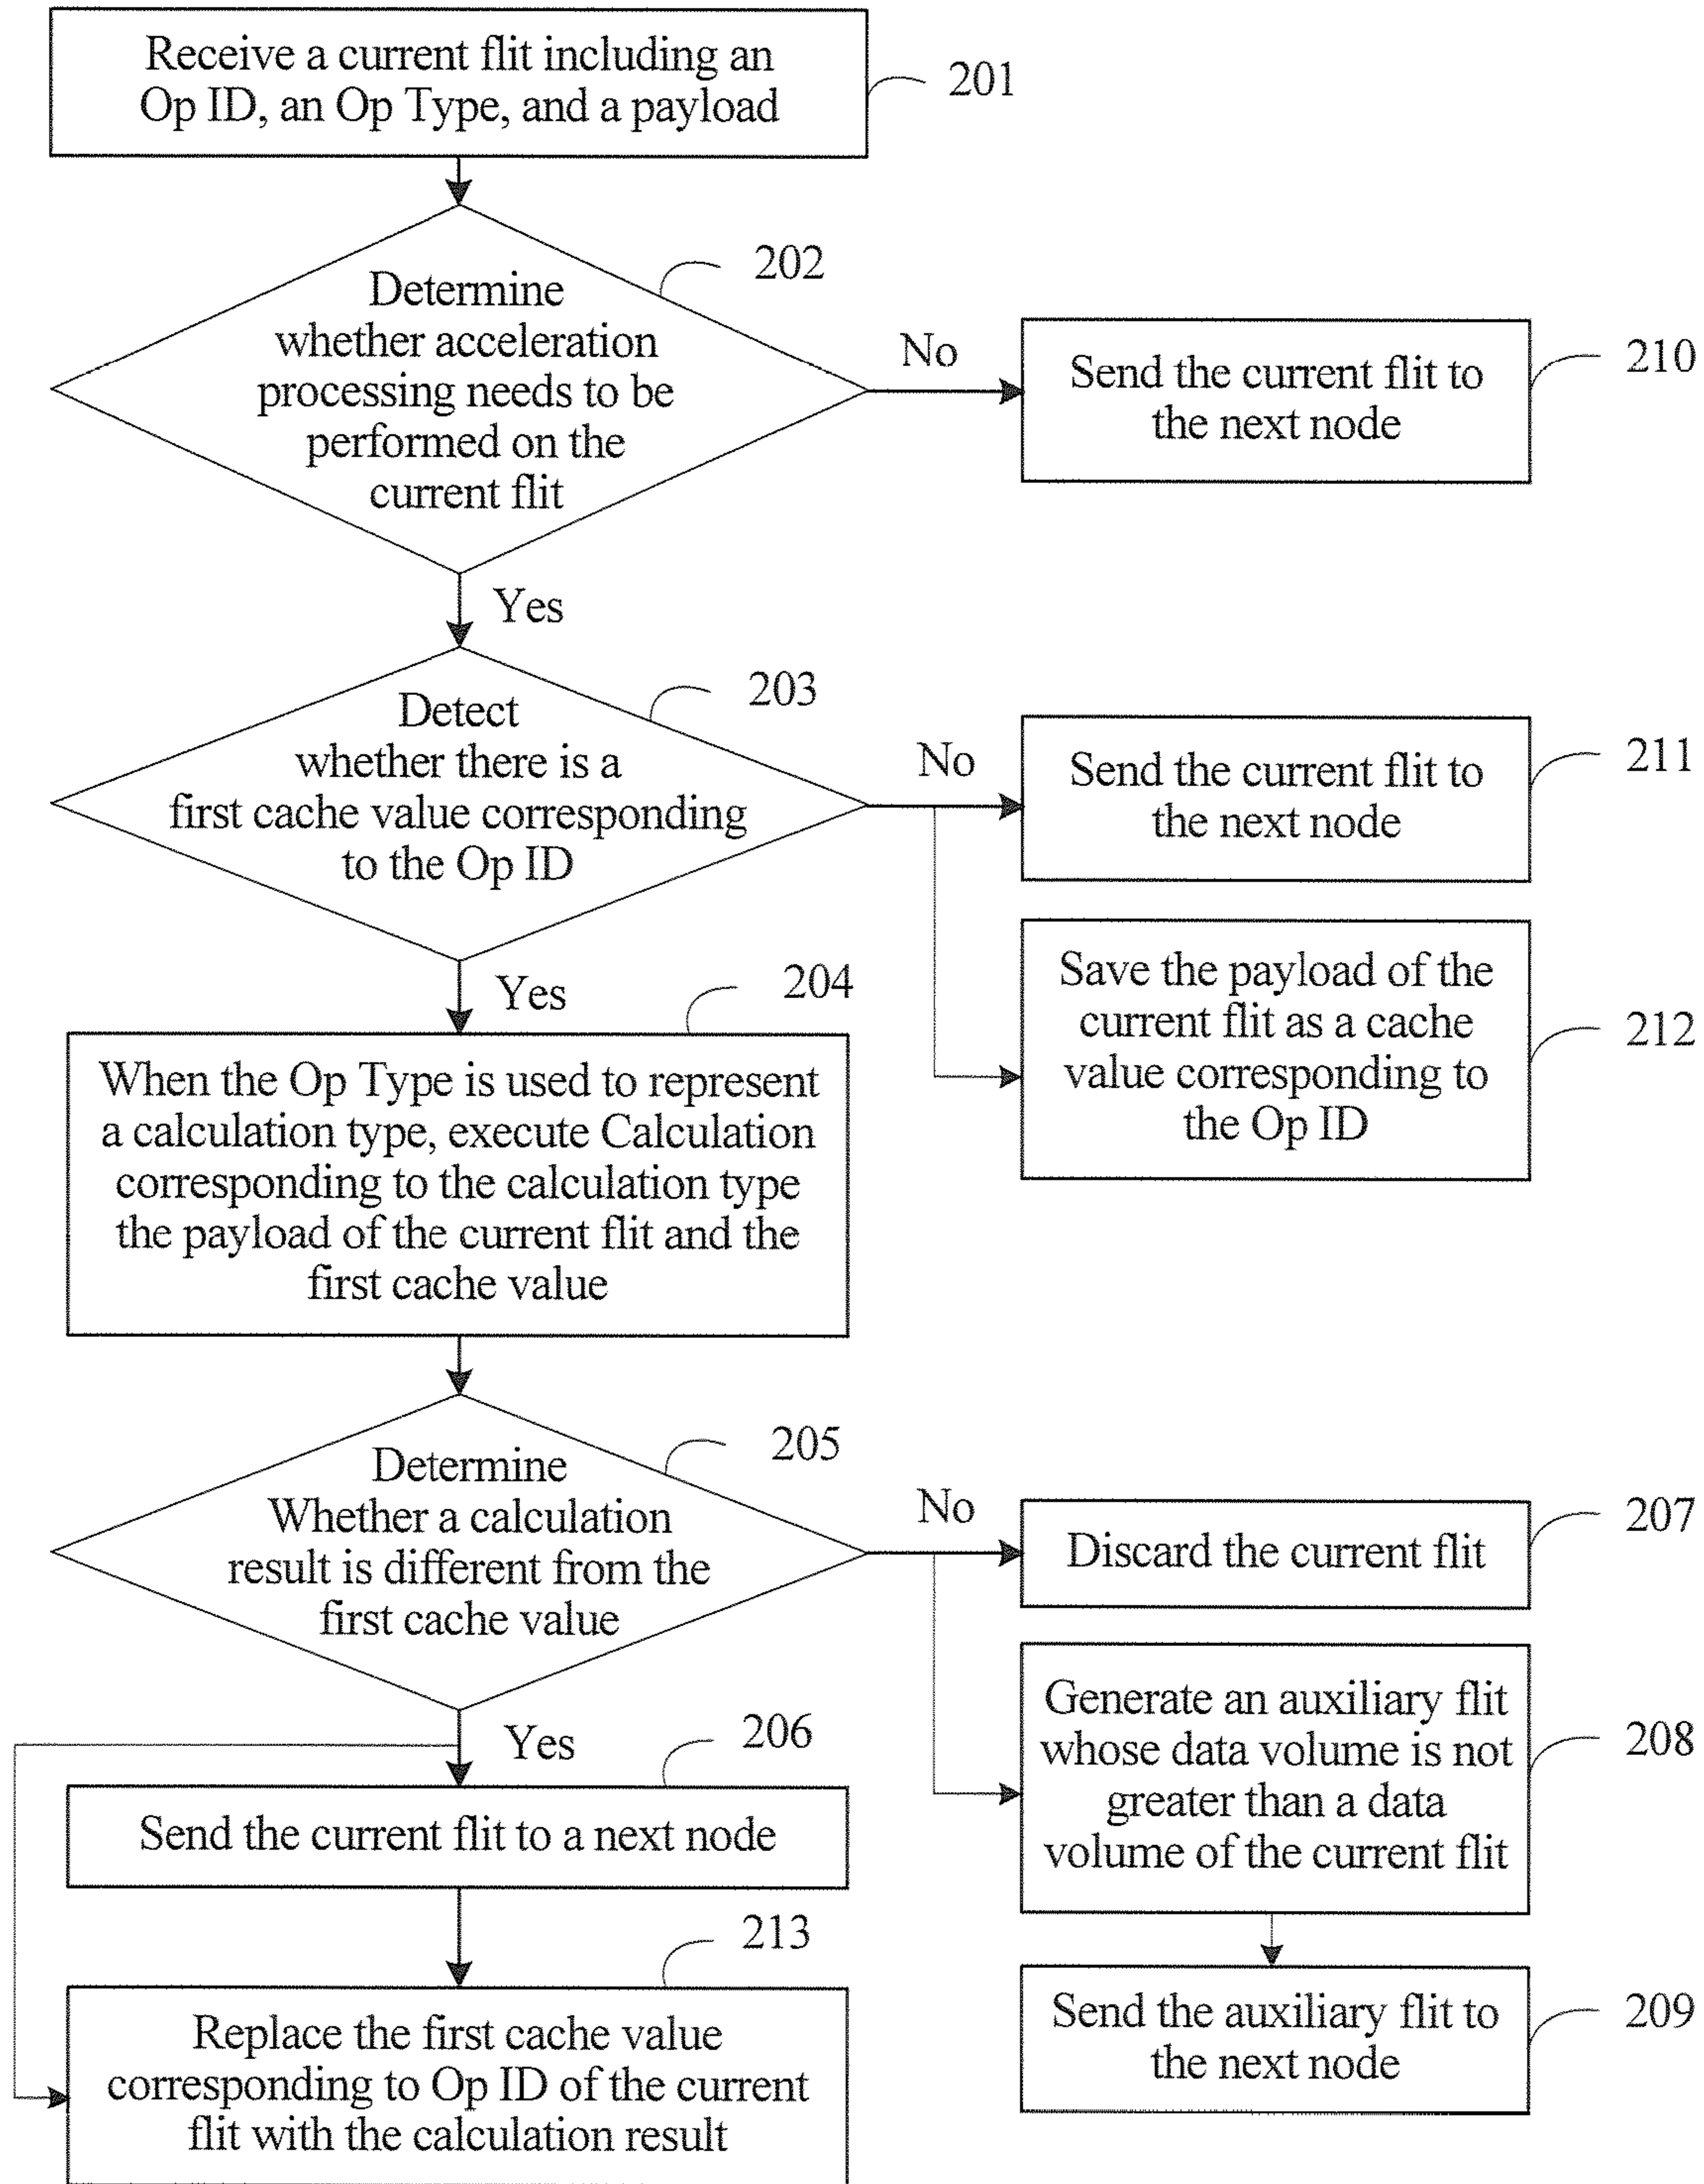 Receive a current flit including an
Op ID, an Op Type, and a payload
201
202
Determine
whether acceleration
processing needs to be
performed on the
current flit
No
Send the current flit to
the next node
210
Yes
203
Detect
whether there is a
first cache value corresponding
to the Op ID
No
Send the current flit to
the next node
211
Save the payload of the
current flit as a cache
value corresponding to
the Op ID
212
Yes
204
When the Op Type is used to represent
a calculation type, execute Calculation
corresponding to the calculation type
the payload of the current flit and the
first cache value
205
Determine
Whether a calculation
result is different from the
first cache value
No
Discard the current flit
207
Generate an auxiliary flit
whose data volume is not
greater than a data
volume of the current flit
208
Yes
206
Send the current flit to a next node
213
Replace the first cache value
corresponding to Op ID of the current
flit with the calculation result
Send the auxiliary flit to
the next node
209